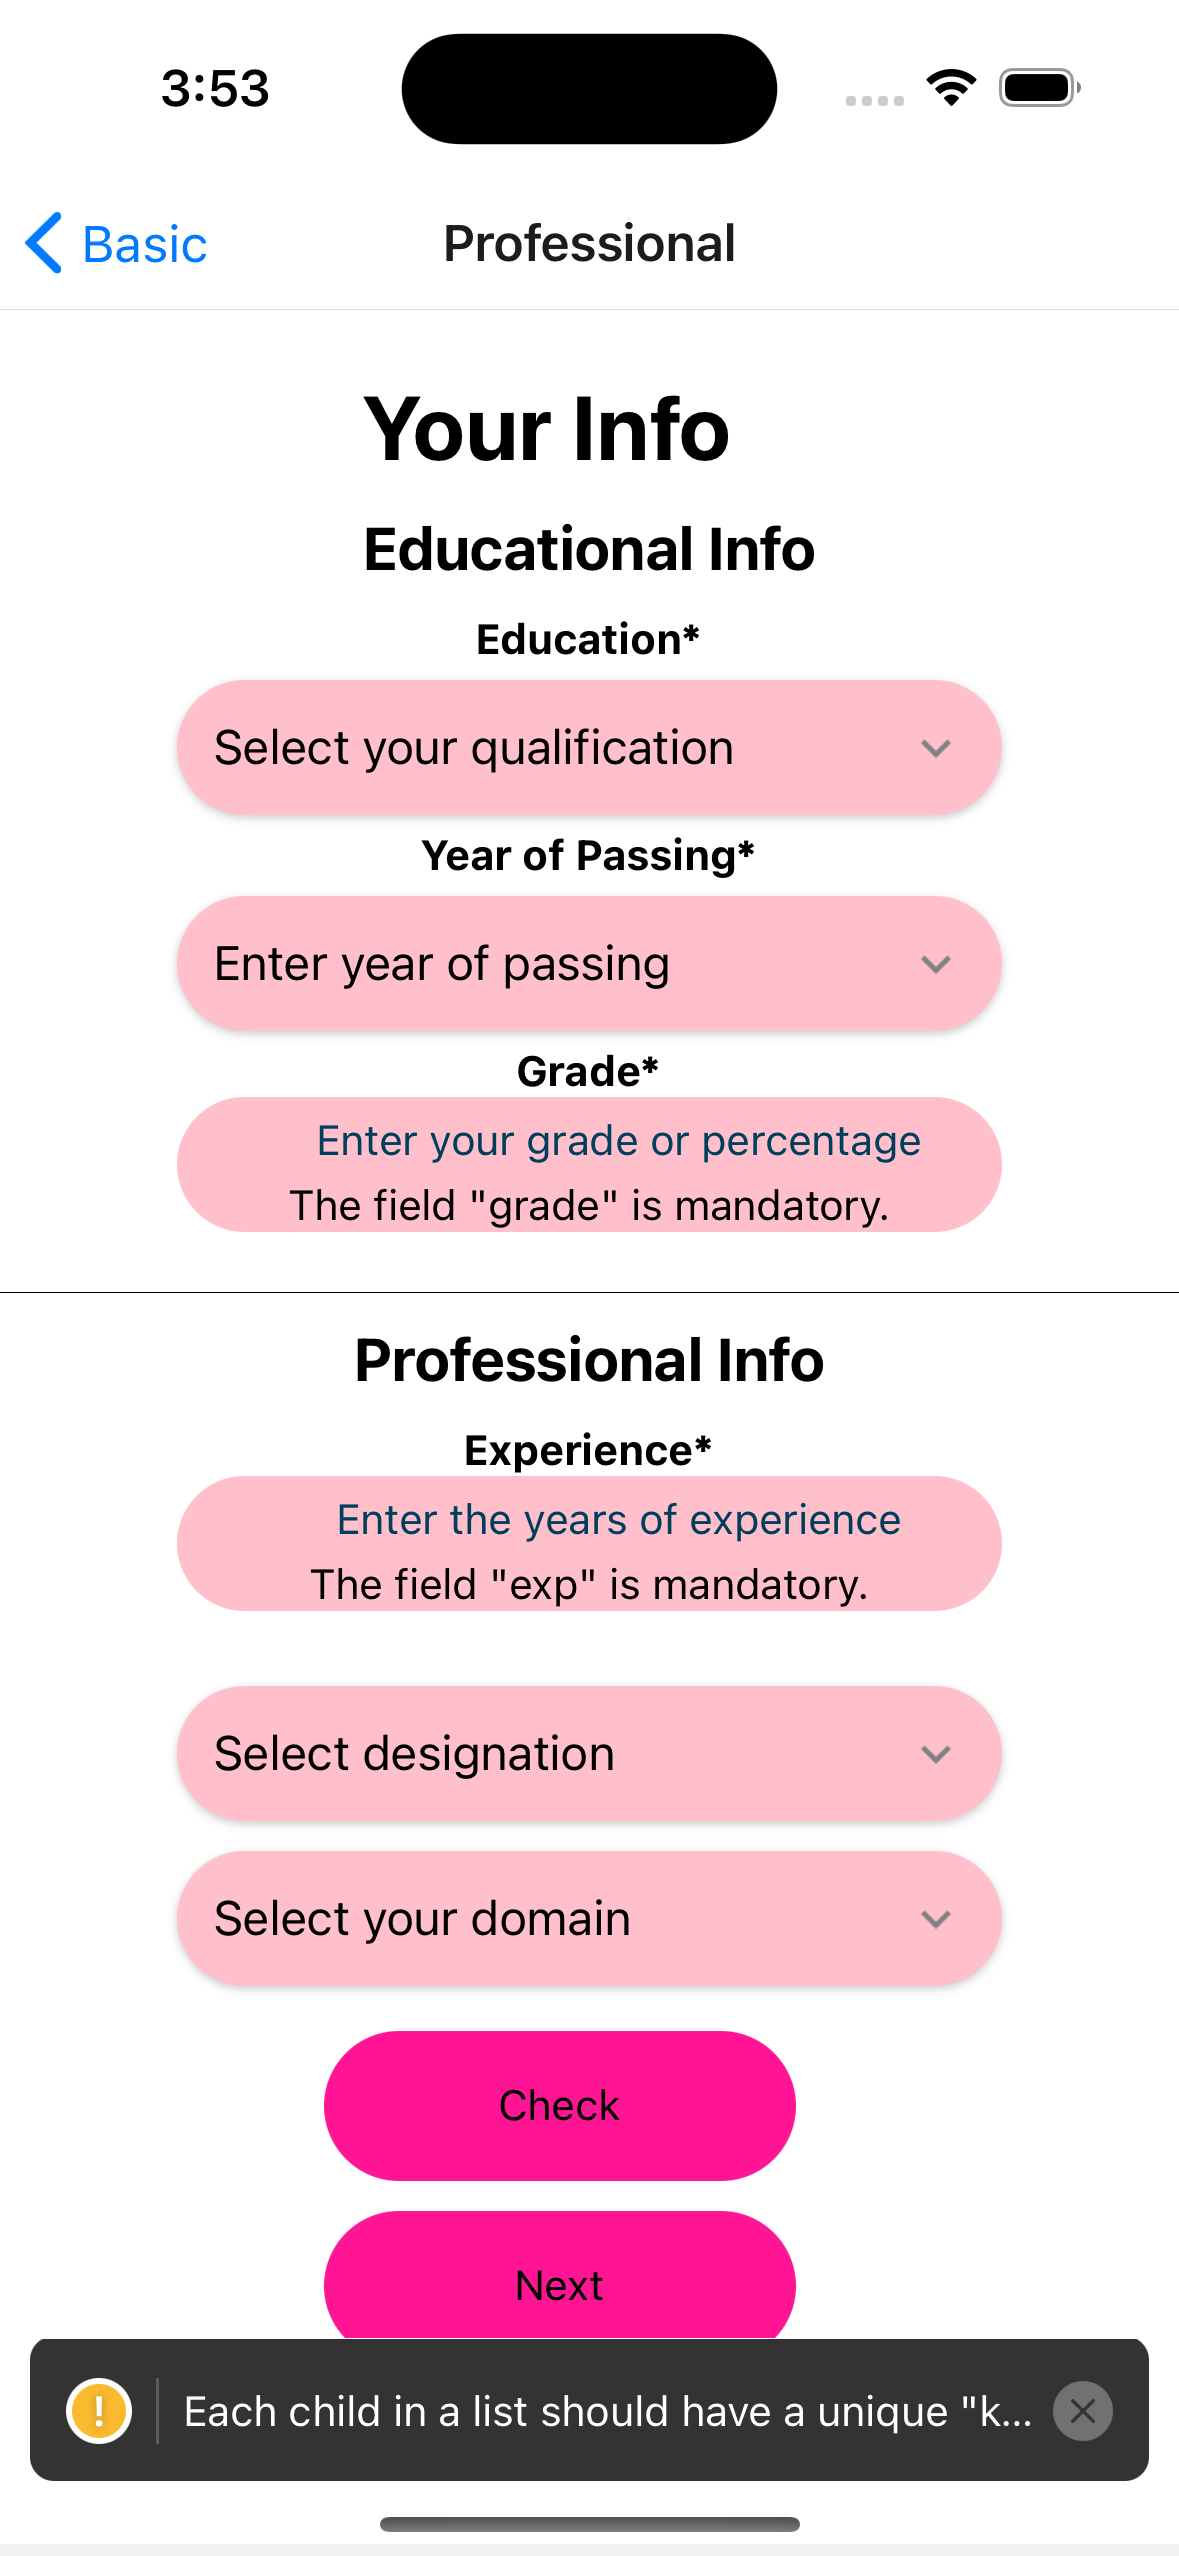 3:53
Basic
Professional
Your Info
Educational Info
Education*
Select your qualification
Year of Passing*
Enter year of passing
Grade*
Enter your grade or percentage
The field "grade" is mandatory.
Professional Info
Experience*
Enter the years of experience
The field "exp" is mandatory.
Select designation
Select your domain
Check
Next
! Each child in a list should have a unique "k...